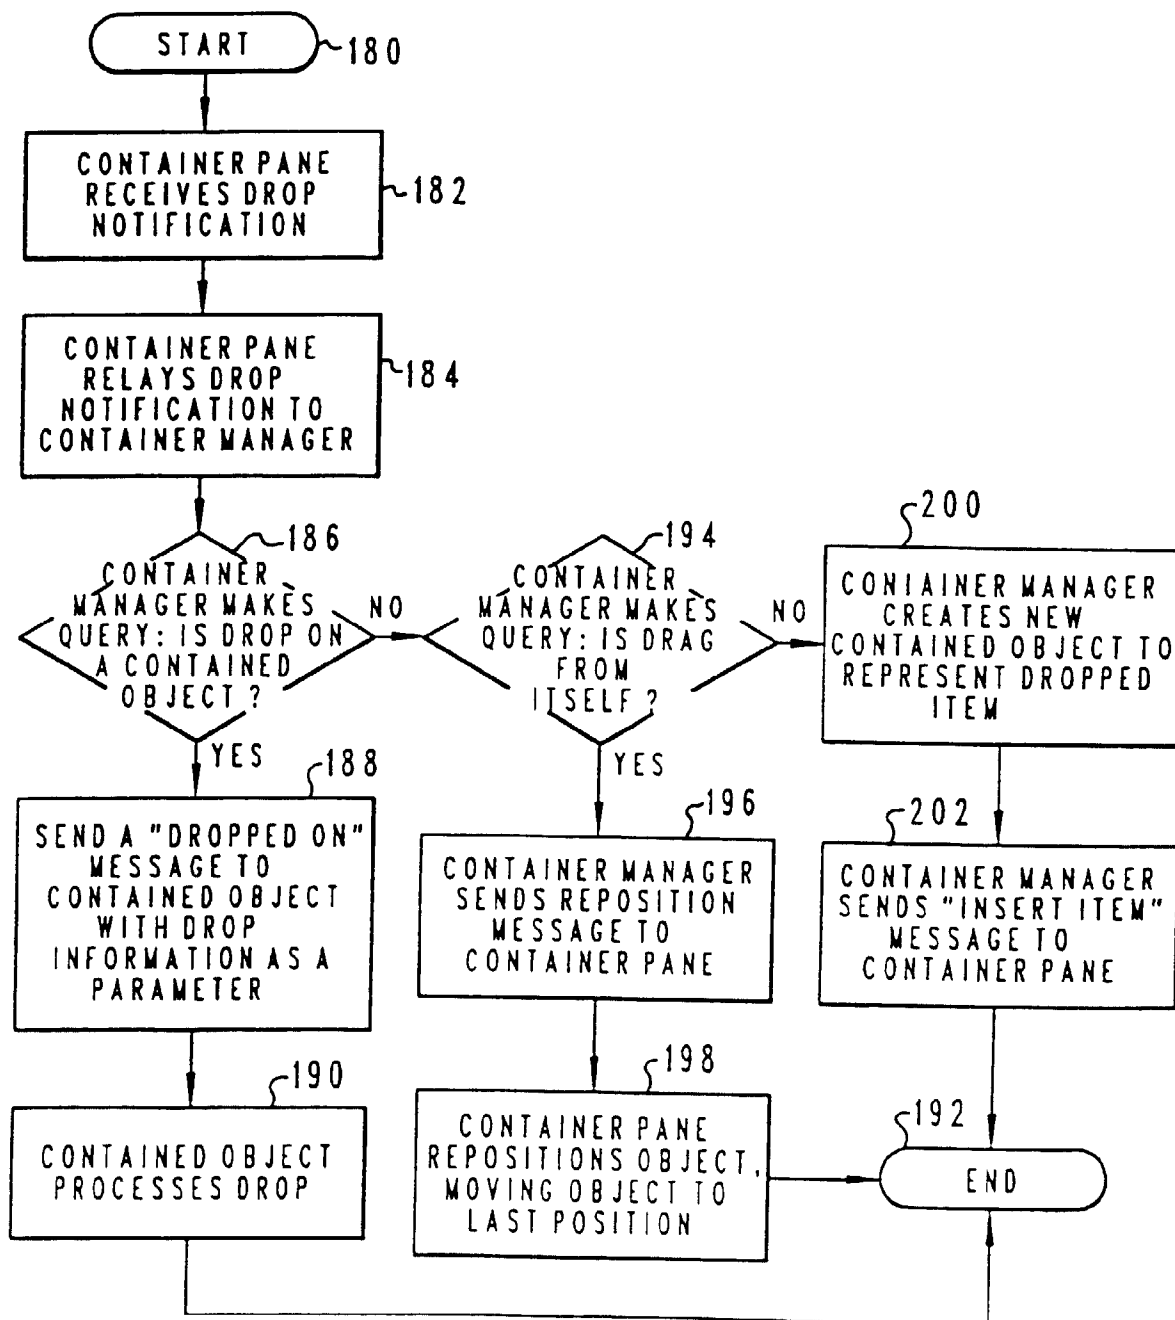 START
180
CONTAINER PANE
RECEIVES DROP
NOTIFICATION
182
CONTAINER PANE
RELAYS DROP
NOTIFICATION TO
CONTAINER MANAGER
184
186
CONTAINER
MANAGER MAKES
QUERY: IS DROP ON
A CONTAINED
OBJECT?
NO
YES
194
CONTAINER
MANAGER MAKES
QUERY: IS DRAG
FROM
ITSELF?
NO
YES
200
CONTAINER MANAGER
CREATES NEW
CONTAINED OBJECT TO
REPRESENT DROPPED
ITEM
188
SEND A "DROPPED ON"
MESSAGE TO
CONTAINED OBJECT
WITH DROP
INFORMATION AS A
PARAMETER
196
CONTAINER MANAGER
SENDS REPOSITION
MESSAGE TO
CONTAINER PANE
202
CONTAINER MANAGER
SENDS "INSERT ITEM"
MESSAGE TO
CONTAINER PANE
190
CONTAINED OBJECT
PROCESSES DROP
198
CONTAINER PANE
REPOSITIONS OBJECT,
MOVING OBJECT TO
LAST POSITION
192
END